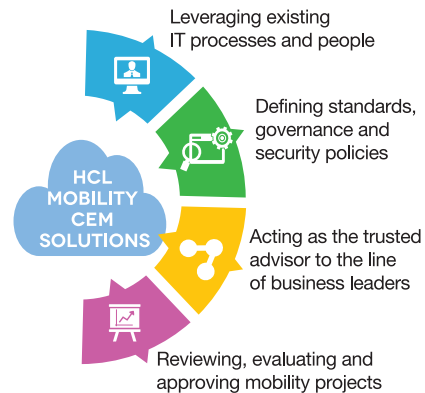 Leveraging existing
IT processes and people
Defining standards,
governance and
security policies
HCL
MOBILITY
CEM
SOLUTIONS
Acting as the trusted
advisor to the line
of business leaders
Reviewing, evaluating and
approving mobility projects